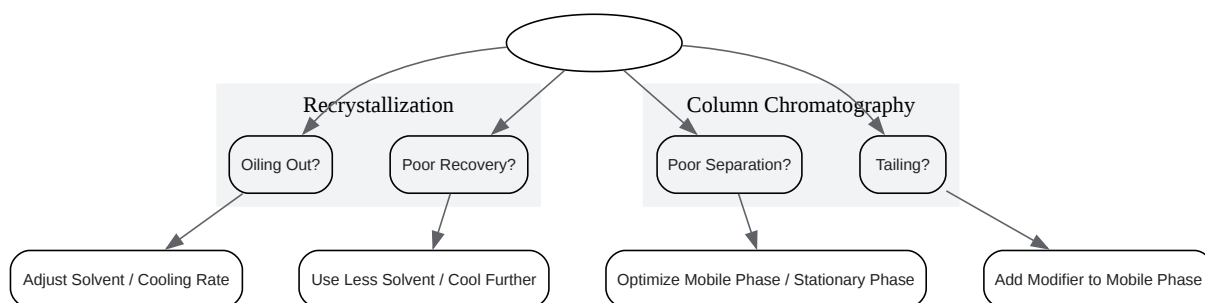 Recrystallization
Column Chromatography
Oiling Out?
Poor Recovery?
Poor Separation?
Tailing?
Adjust Solvent / Cooling Rate
Use Less Solvent / Cool Further
Optimize Mobile Phase / Stationary Phase
Add Modifier to Mobile Phase